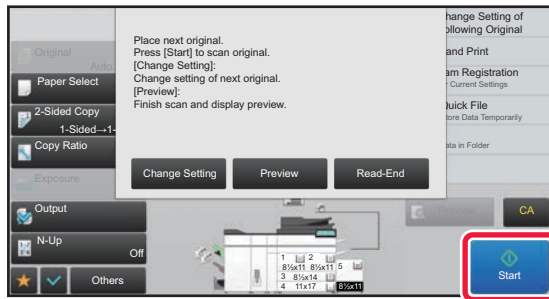 Original
Auto
Paper Select
2-Sided Copy
1-Sided→1-
Copy Ratio
Exposure
Output
N-Up
Off
Others
Place next original.
Press [Start] to scan original.
[Change Setting]:
Change setting of next original.
[Preview]:
Finish scan and display preview.
Change Setting
Preview
Read-End
hange Setting of
ollowing Original
and Print
am Registration
Current Settings
Quick File
tore Data Temporarily
ata in Folder
1 2
8½x11 8½x11 5
3 8½x14
4 11x17 8½x11
CA
Start